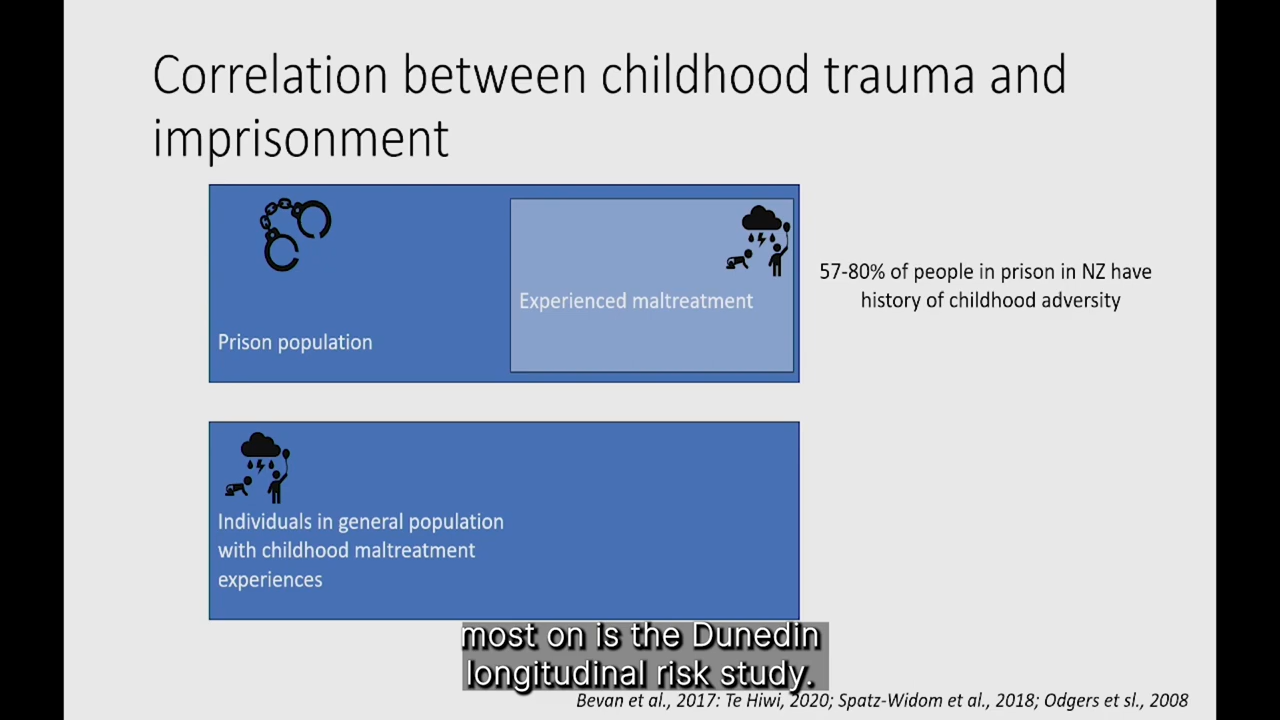 Correlation between childhood trauma and
imprisonment
Experienced maltreatment
Prison population
57-80% of people in prison in NZ have
history of childhood adversity
Individuals in general population
with childhood maltreatment
experiences
most on is the Dunedin
longitudinal risk study.
Bevan et al., 2017: Te Hiwi, 2020; Spatz-Widom et al., 2018; Odgers et sl., 2008